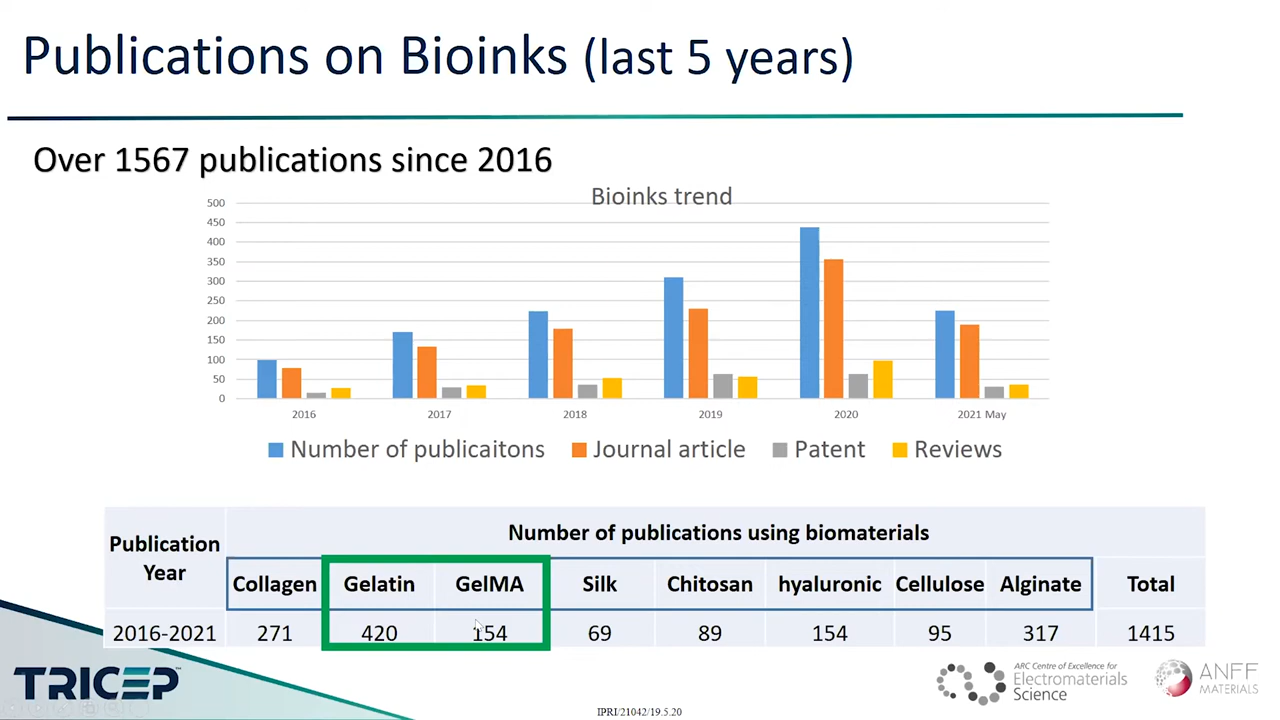 Publications on Bioinks (last 5 years)
Over 1567 publications since 2016
Bioinks trend
500
450
400
350
300
250
200
150
100
50
0
2016 2017 2018 2019 2020 2021 May
Number of publicaitons Journal article Patent Reviews
Publication Year Number of publications using biomaterials
Collagen Gelatin GelMA Silk Chitosan hyaluronic Cellulose Alginate Total
2016-2021 271 420 154 69 89 154 95 317 1415
TRICEP
ARC Centre of Excellence for
Electromaterials
Science
ANFF
MATERIALS
IPRI/21042/19.5.20